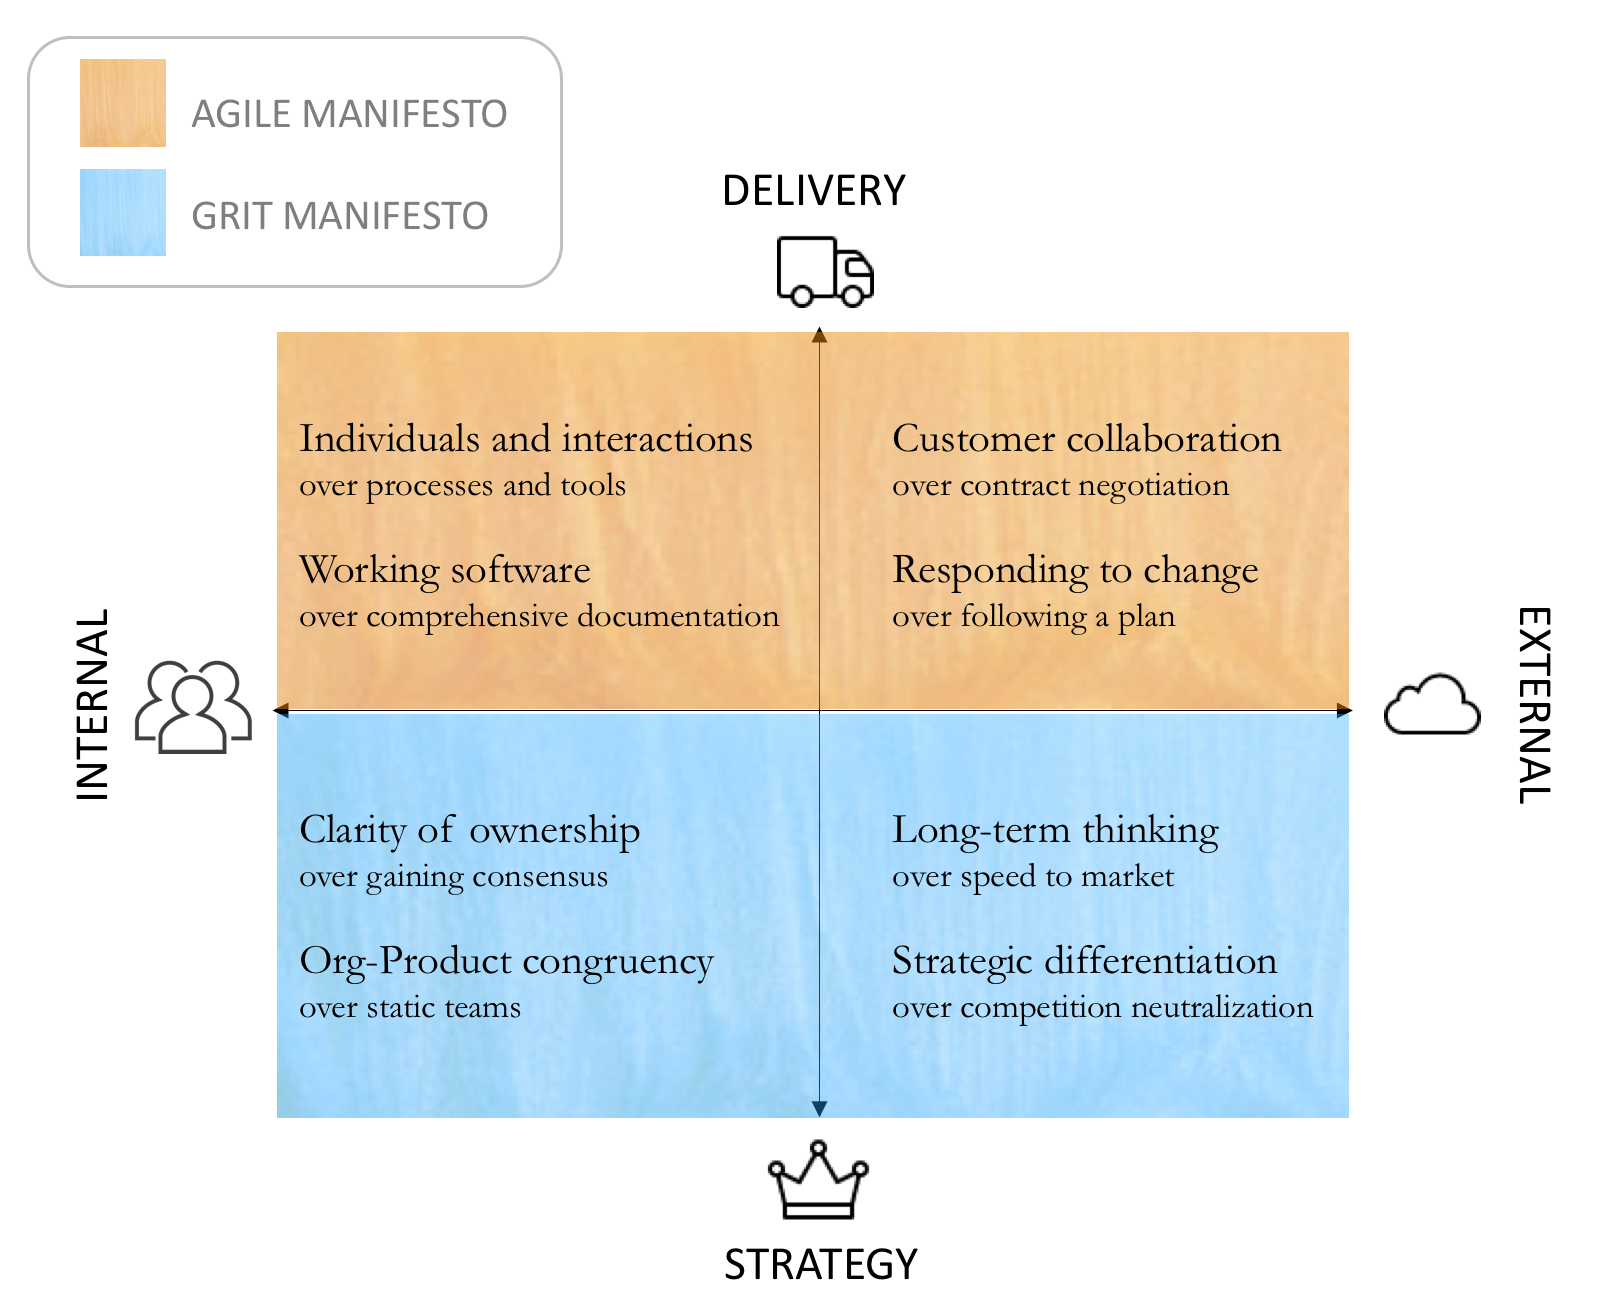 AGILE MANIFESTO
GRIT MANIFESTO
DELIVERY
Individuals and interactions
over processes and tools
Working software
over comprehensive documentation
Customer collaboration
over contract negotiation
Responding to change
over following a plan
INTERNAL
EXTERNAL
Clarity of ownership
over gaining consensus
Org-Product congruency
over static teams
Long-term thinking
over speed to market
Strategic differentiation
over competition neutralization
STRATEGY